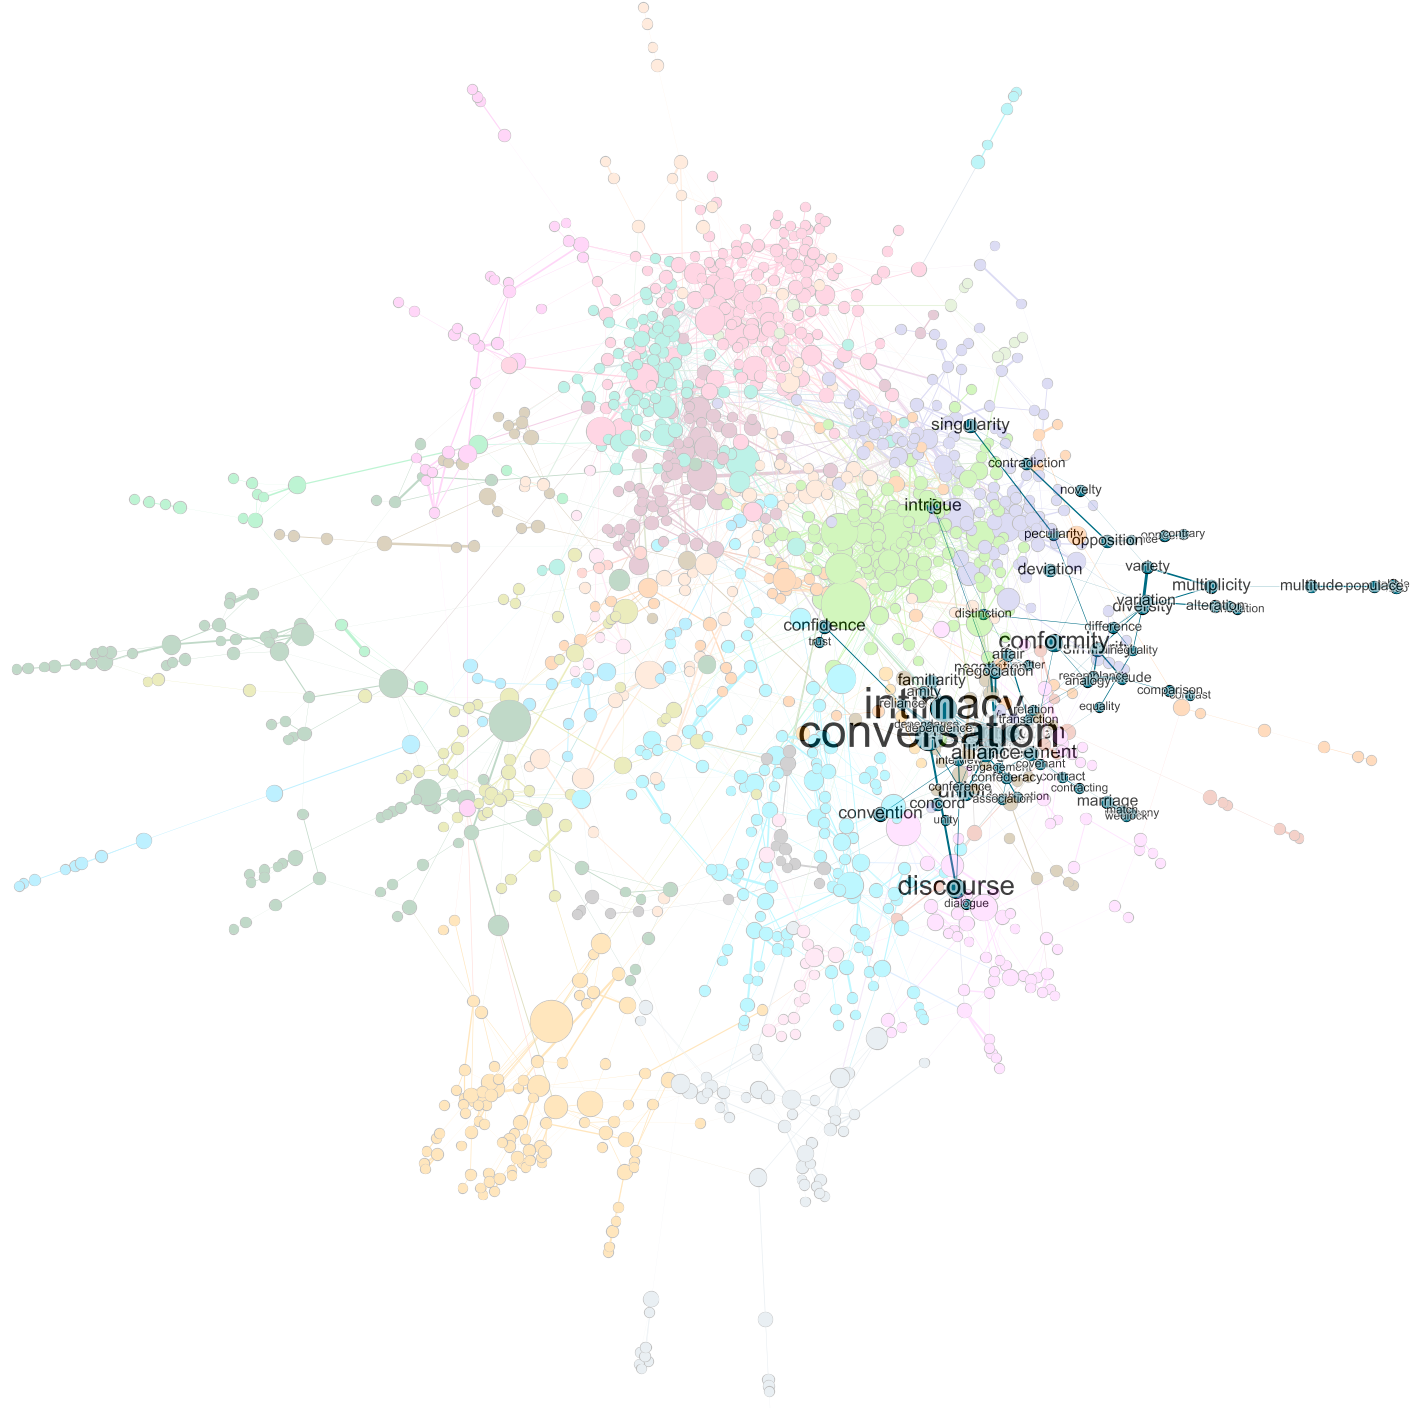 singularity
contradiction
novelty
intrigue
peculiarity
opposition
contrary
variety
deviation
multiplicity
multitude
populace
variation
diversity
alteration
distinction
confidence
difference
trust
conformity
affair
inequality
negociation
resemblance
familiarity
analogy
amity
comparison
contrast
intimacy
reliance
equality
relation
transaction
dependence
conversation
alliance
interview
covenant
engagement
confederacy
contract
conference
contracting
union
association
concord
marriage
match
convention
wedlock
unity
discourse
dialogue